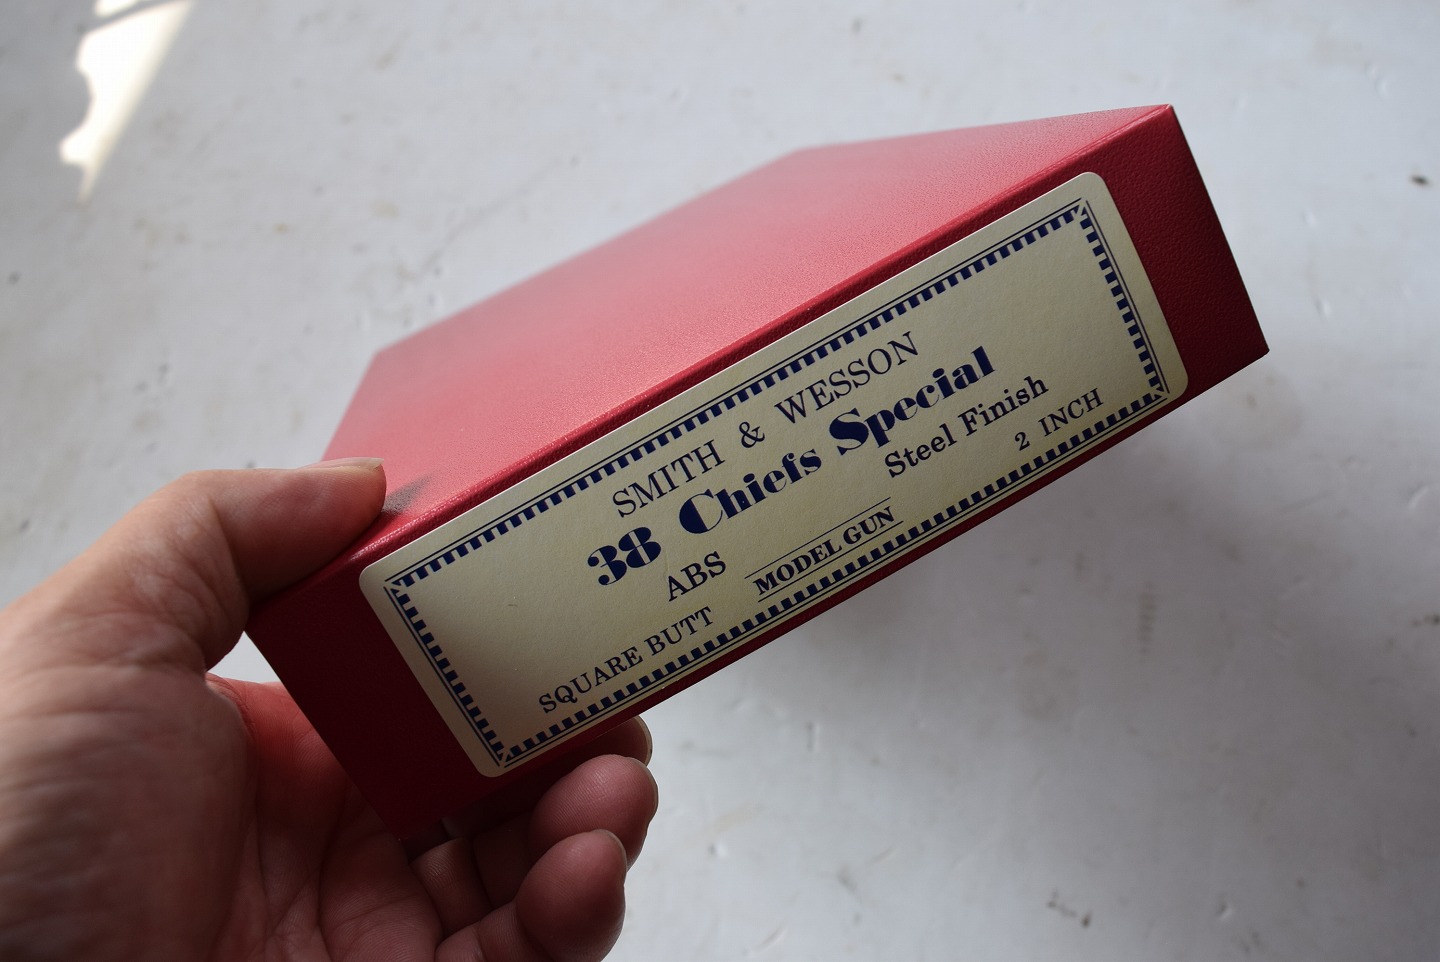 SMITH & WESSON
38 Chiefs Special
ABS Steel Finish
SQUARE BUTT MODEL GUN 2 INCH